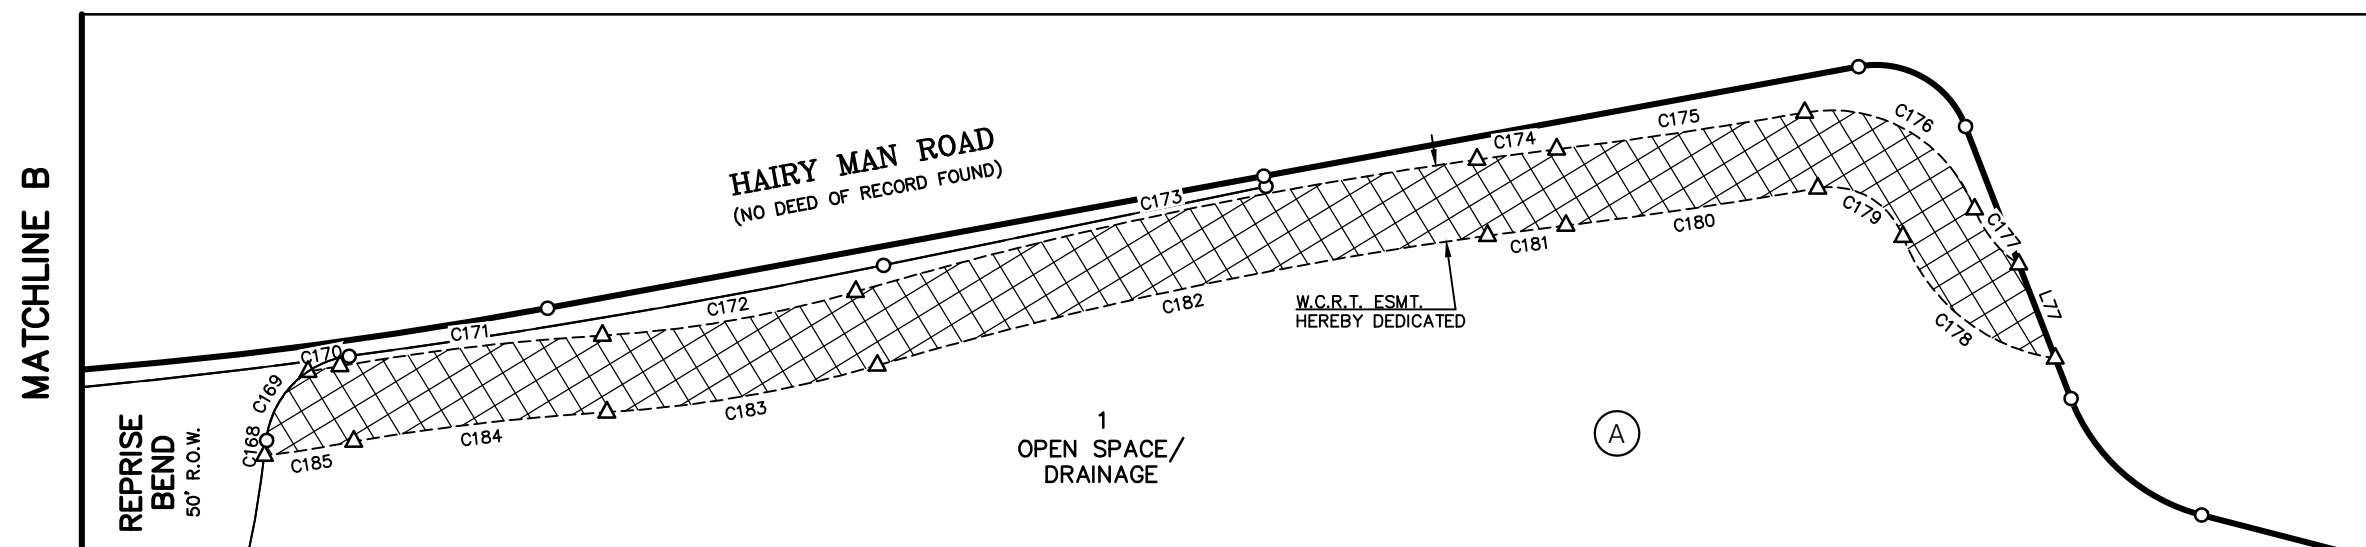 MATCHLINE B
HAIRY MAN ROAD
(NO DEED OF RECORD FOUND)
C176
C175
C174
C173
C179
C177
C180
C181
W.C.R.T. ESMT.
HEREBY DEDICATED
C182
L77
C178
C172
C171
C170
C169
C168
C183
C184
C185
REPRISE
BEND
50' R.O.W.
1
OPEN SPACE/
DRAINAGE
A